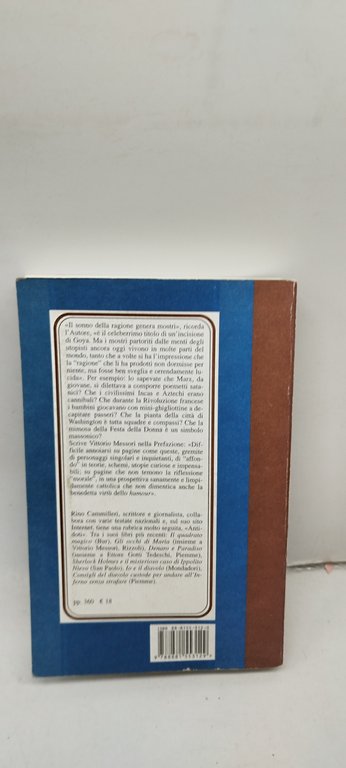 «Il sonno della ragione genera mostri», ricorda
l'Autore, «è il celeberrimo titolo di un'incisione
di Goya. Ma i mostri partoriti dalle menti degli
utopisti ancora oggi vivono in molte parti del
mondo, tanto che a volte si ha l'impressione che
la "ragione" che li ha prodotti non dormisse per
niente, ma fosse ben sveglia e orrendamente lu-
cida». Per esempio: lo sapevate che Marx, da
giovane, si dilettava a comporre poemetti sata-
nici? Che i civilissimi Incas e Aztechi erano
cannibali? Che durante la Rivoluzione francese
i bambini giocavano con mini-ghigliottine a de-
capitare passeri? Che la pianta della città di
Washington è tutta squadre e compassi? Che la
mimosa della Festa della Donna è un simbolo
massonico?
Scrive Vittorio Messori nella Prefazione: «Dif-
ficile annoiarsi su pagine come queste, gremite
di personaggi singolari e inquietanti, di "affon-
do" in teorie, schemi, utopie curiose e impensa-
bili; su pagine che non temono la riflessione
"morale", in una prospettiva sanamente e limpi-
damente cattolica che non dimentica anche la
benedetta virtù dello humour».
Rino Cammilleri, scrittore e giornalista, colla-
bora con varie testate nazionali e, sul suo sito
Internet, tiene una rubrica molto seguita, «Anti-
doti». Tra i suoi libri più recenti: Il quadrato
magico (Bur), Gli occhi di Maria (insieme a
Vittorio Messori, Rizzoli), Denaro e Paradiso
(insieme a Ettore Gotti Tedeschi, Piemme),
Sherlock Holmes e il misterioso caso di Ippolito
Nievo (San Paolo), Io e il diavolo (Mondadori),
Consigli del diavolo custode per andare all'In-
ferno senza strafare (Piemme).
pp. 360 € 18
ISBN
9 788881 553129